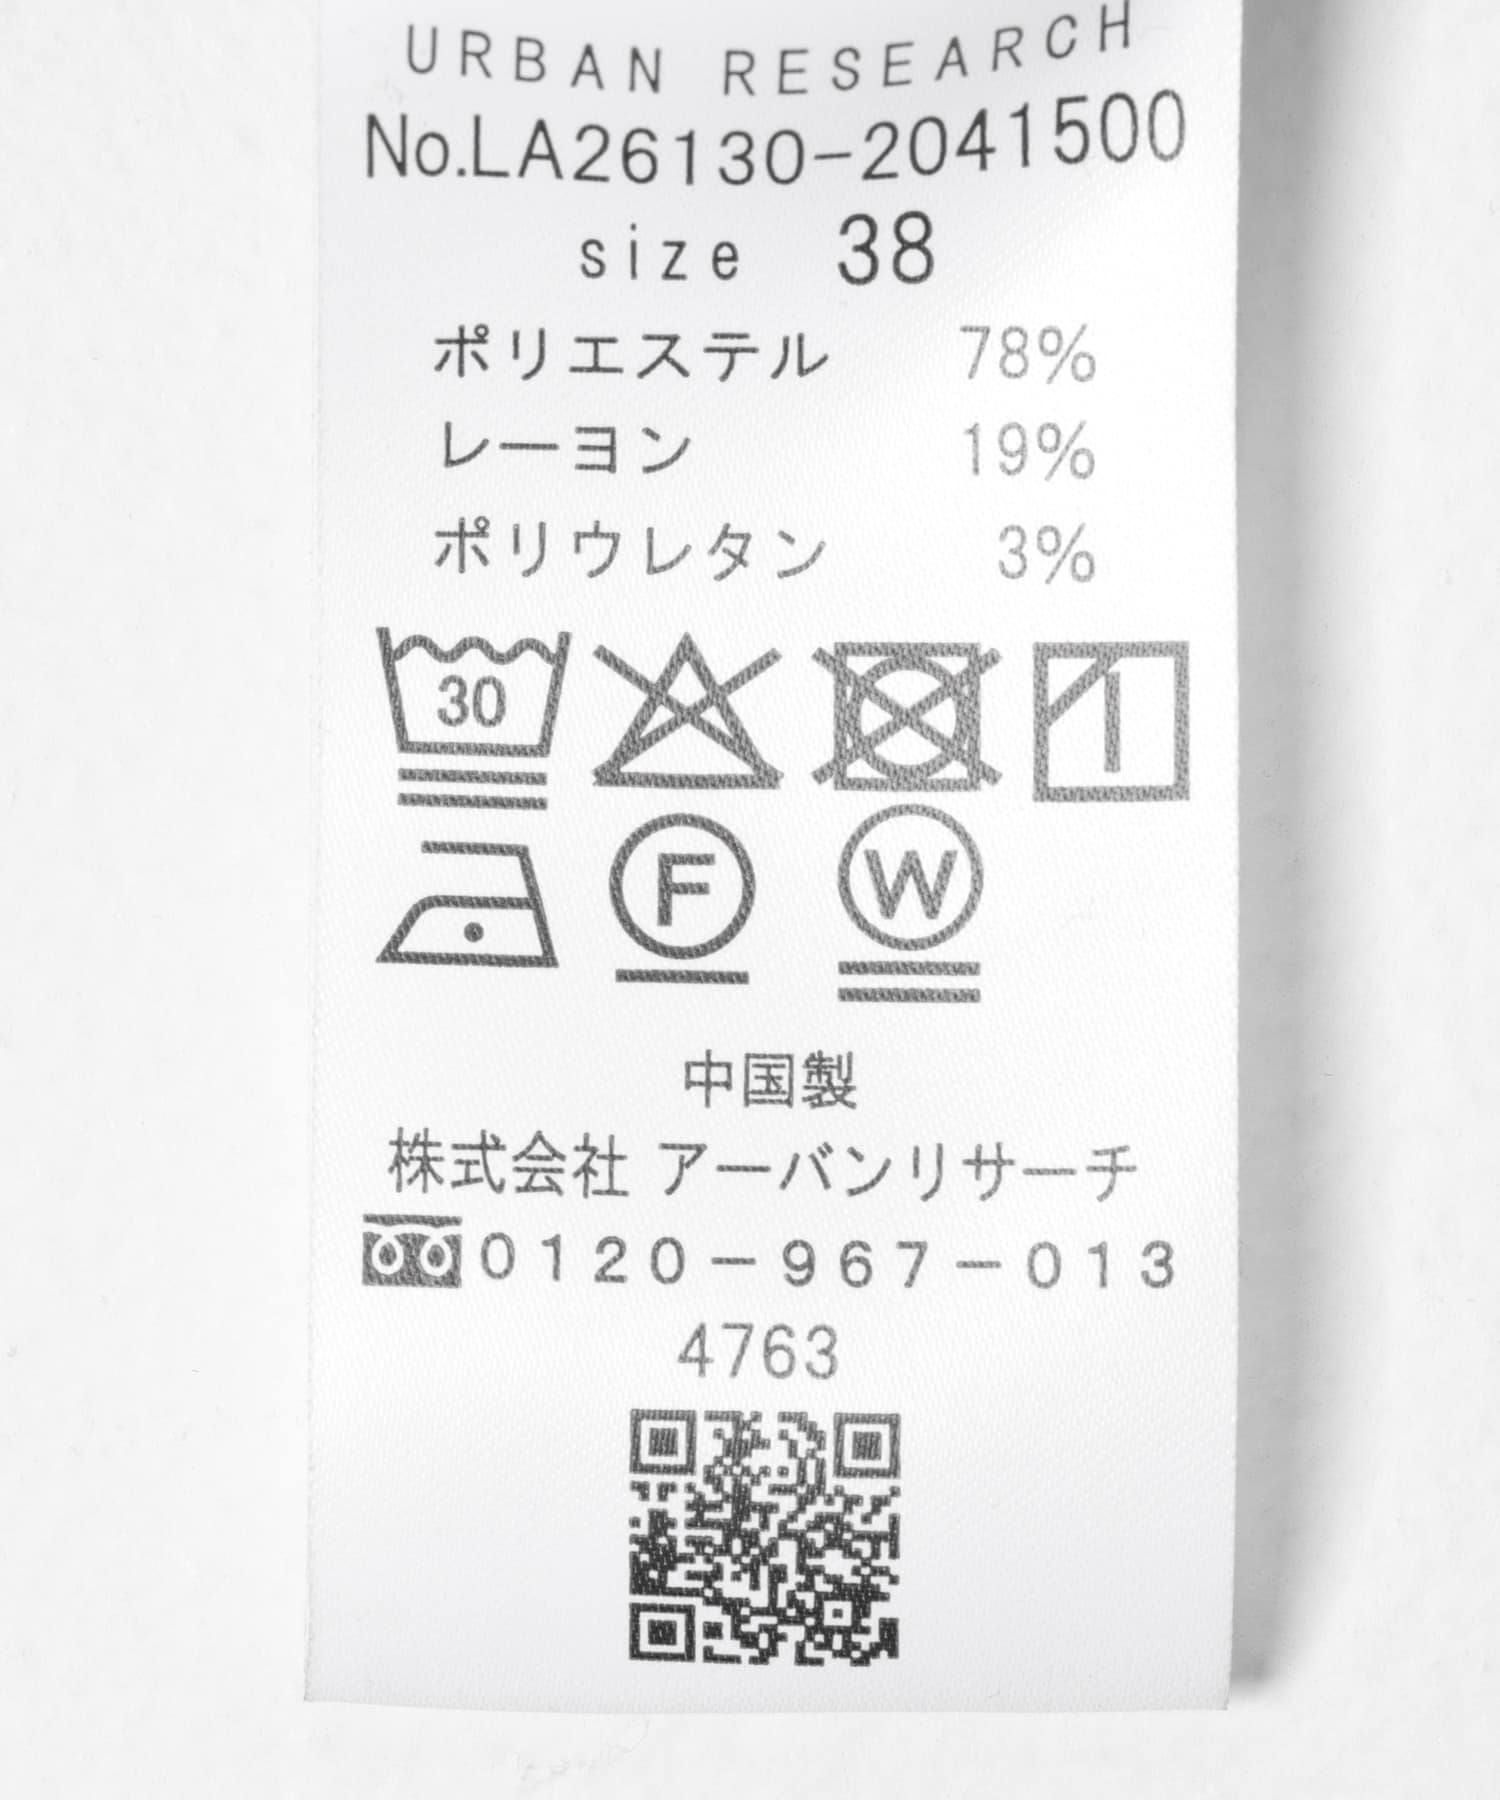 URBAN RESEARCH
No.LA26130-2041500
size 38
ポリエステル 78%
レーヨン 19%
ポリウレタン 3%
30
F W
中国製
株式会社 アーバンリサーチ
0120-967-013
4763